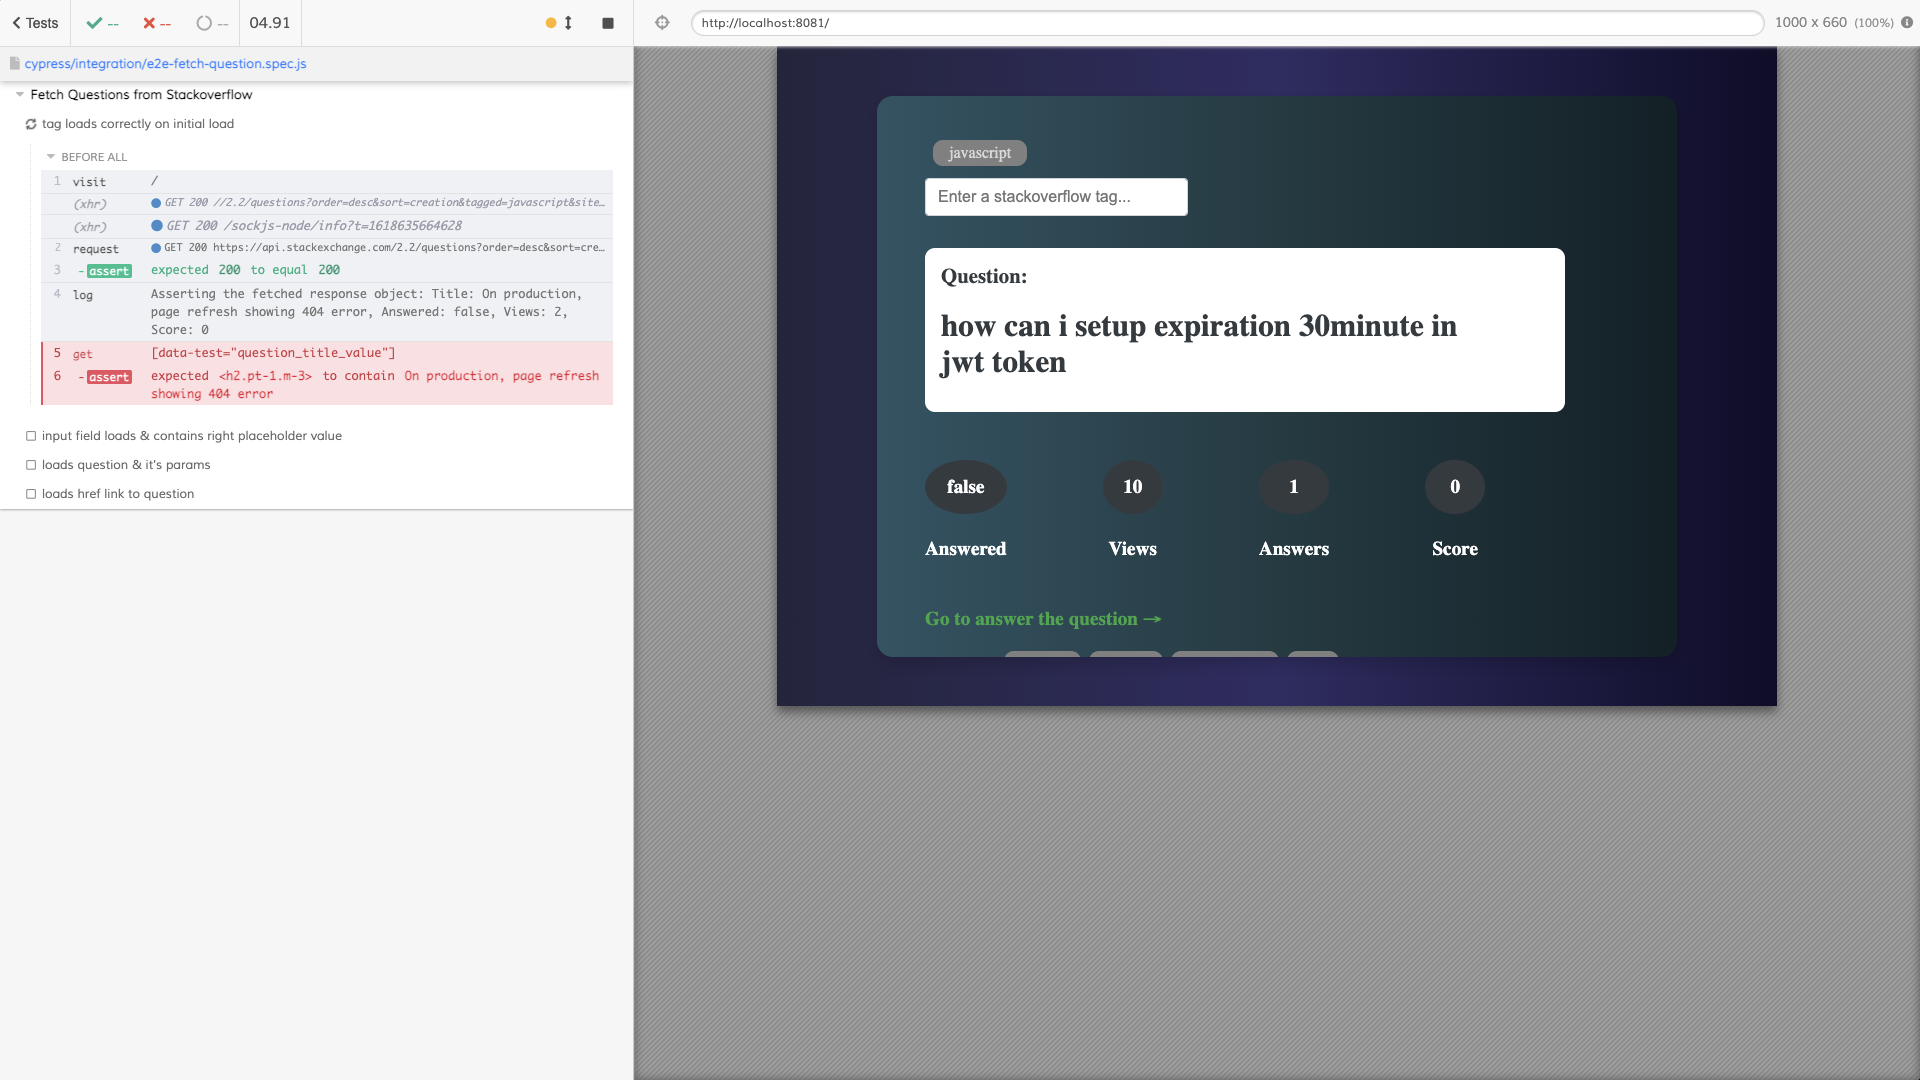 Tests
--
--
--
04.91
http://localhost:8081/
1000 x 660 (100%)
cypress/integration/e2e-fetch-question.spec.js
Fetch Questions from Stackoverflow
tag loads correctly on initial load
BEFORE ALL
1 visit /
(xhr) GET 200 //2.2/questions?order=desc&sort=creation&tagged=javascript&site…
(xhr) GET 200 /sockjs-node/info?t=1618635664628
2 request GET 200 https://api.stackexchange.com/2.2/questions?order=desc&sort=cre…
3 - assert expected 200 to equal 200
4 log Asserting the fetched response object: Title: On production,
page refresh showing 404 error, Answered: false, Views: 2,
Score: 0
5 get [data-test="question_title_value"]
6 - assert expected <h2.pt-1.m-3> to contain On production, page refresh
showing 404 error
input field loads & contains right placeholder value
loads question & it's params
loads href link to question
javascript
Enter a stackoverflow tag...
Question:
how can i setup expiration 30minute in
jwt token
false 10 1 0
Answered Views Answers Score
Go to answer the question →